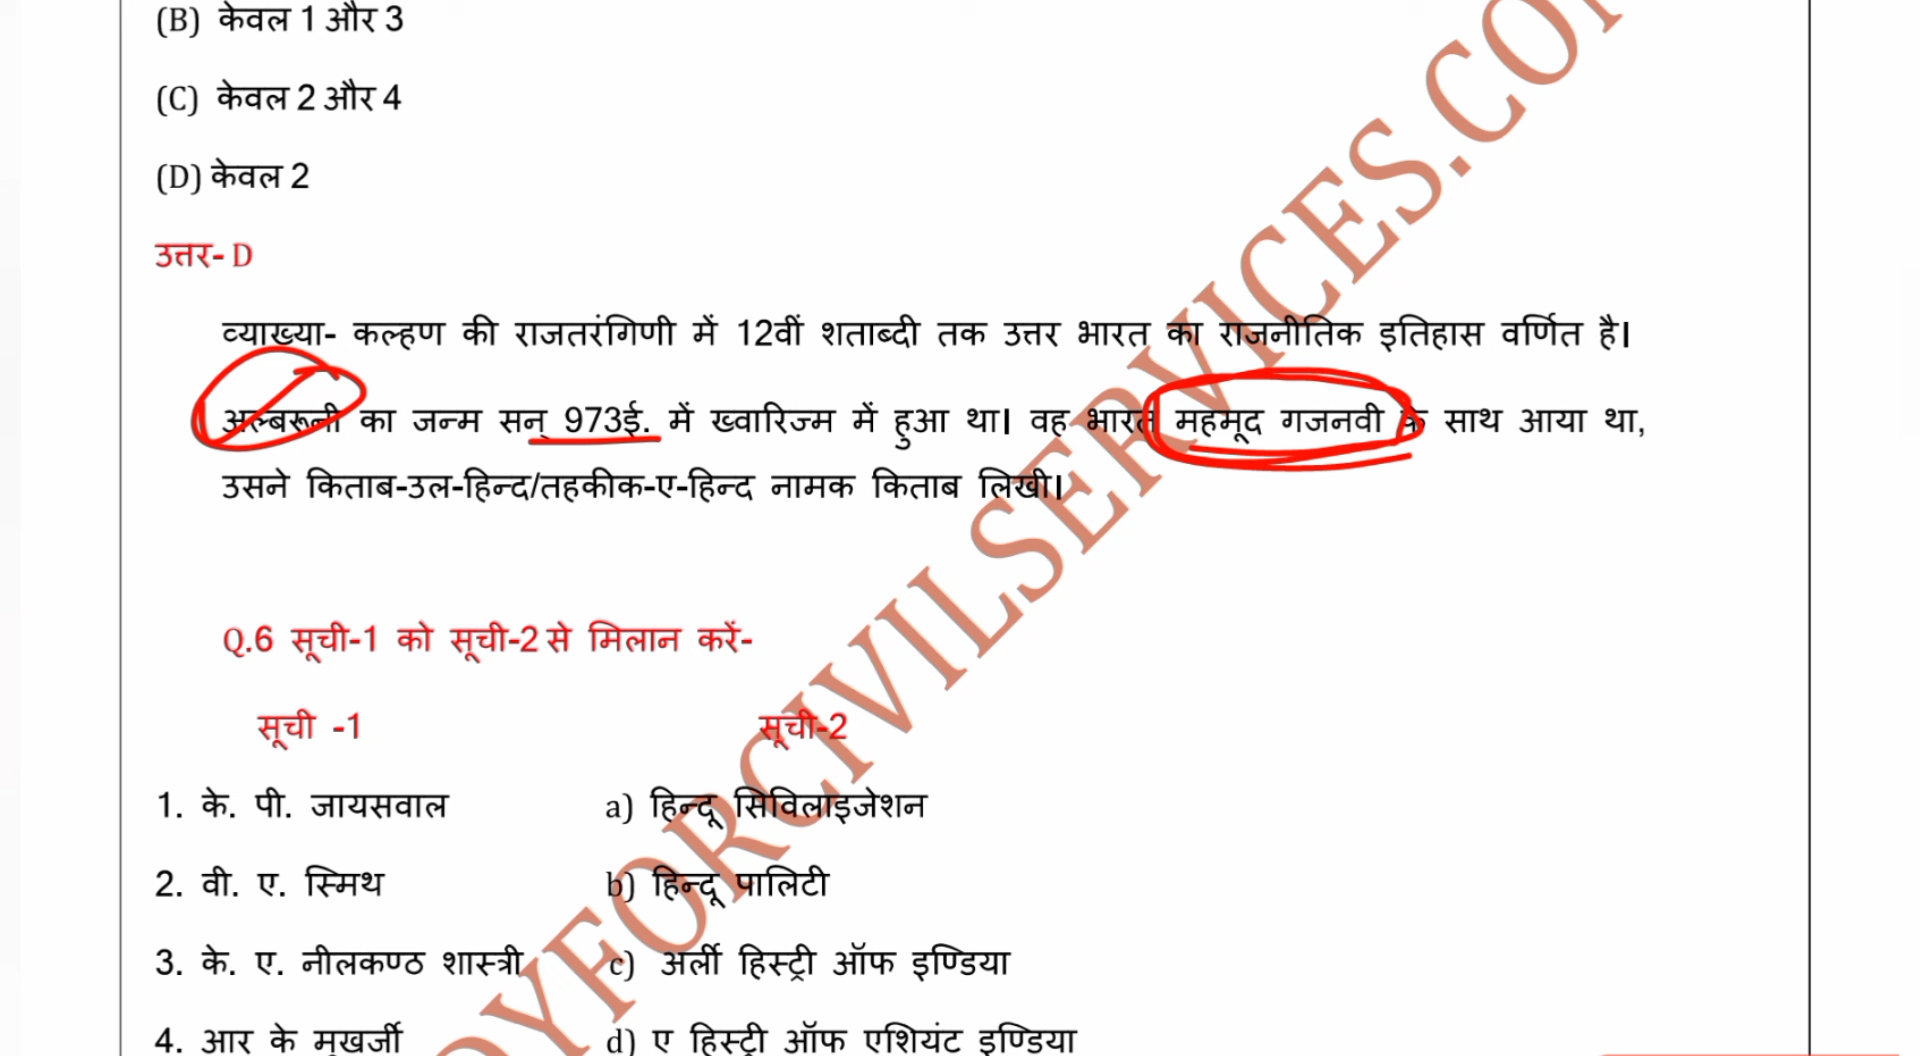 (B) केवल 1 और 3
(C) केवल 2 और 4
(D) केवल 2
उत्तर- D
व्याख्या- कल्हण की राजतरंगिणी में 12वीं शताब्दी तक उत्तर भारत का राजनीतिक इतिहास वर्णित है।
अल्बरूनी का जन्म सन् 973ई. में ख्वारिज्म में हुआ था। वह भारत महमूद गजनवी के साथ आया था,
उसने किताब-उल-हिन्द/तहकीक-ए-हिन्द नामक किताब लिखी।
Q.6 सूची-1 को सूची-2 से मिलान करें-
सूची -1 सूची-2
1. के. पी. जायसवाल a) हिन्दू सिविलाइजेशन
2. वी. ए. स्मिथ b) हिन्दू पालिटी
3. के. ए. नीलकण्ठ शास्त्री c) अर्ली हिस्ट्री ऑफ इण्डिया
4. आर के मुखर्जी d) ए हिस्ट्री ऑफ एशियंट इण्डिया
DYFORCIVILSERVICES.CO